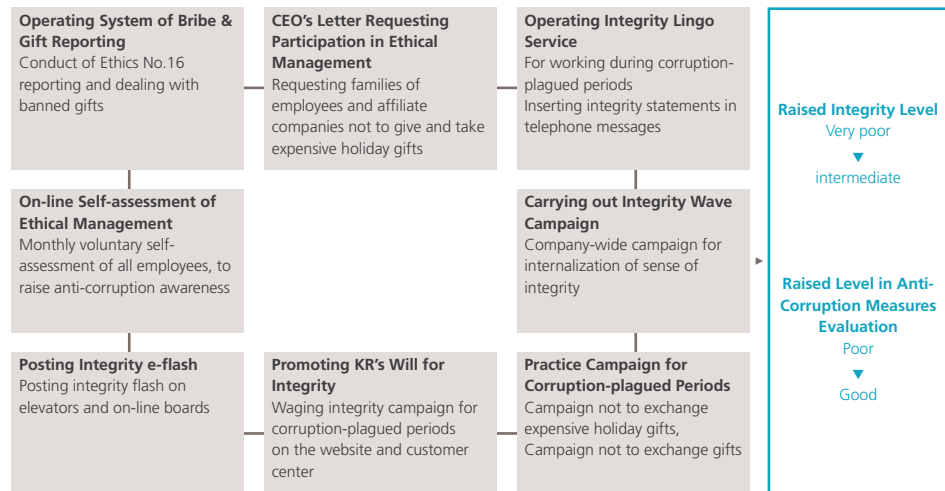 Operating System of Bribe &
Gift Reporting
Conduct of Ethics No.16
reporting and dealing with
banned gifts
CEO's Letter Requesting
Participation in Ethical
Management
Requesting families of
employees and affiliate
companies not to give and take
expensive holiday gifts
Operating Integrity Lingo
Service
For working during corruption-
plagued periods
Inserting integrity statements in
telephone messages
On-line Self-assessment of
Ethical Management
Monthly voluntary self-
assessment of all employees, to
raise anti-corruption awareness
Carrying out Integrity Wave
Campaign
Company-wide campaign for
internalization of sense of
integrity
Posting Integrity e-flash
Posting integrity flash on
elevators and on-line boards
Promoting KR's Will for
Integrity
Waging integrity campaign for
corruption-plagued periods
on the website and customer
center
Practice Campaign for
Corruption-plagued Periods
Campaign not to exchange
expensive holiday gifts,
Campaign not to exchange gifts
Raised Integrity Level
Very poor
▼
intermediate
Raised Level in Anti-
Corruption Measures
Evaluation
Poor
▼
Good